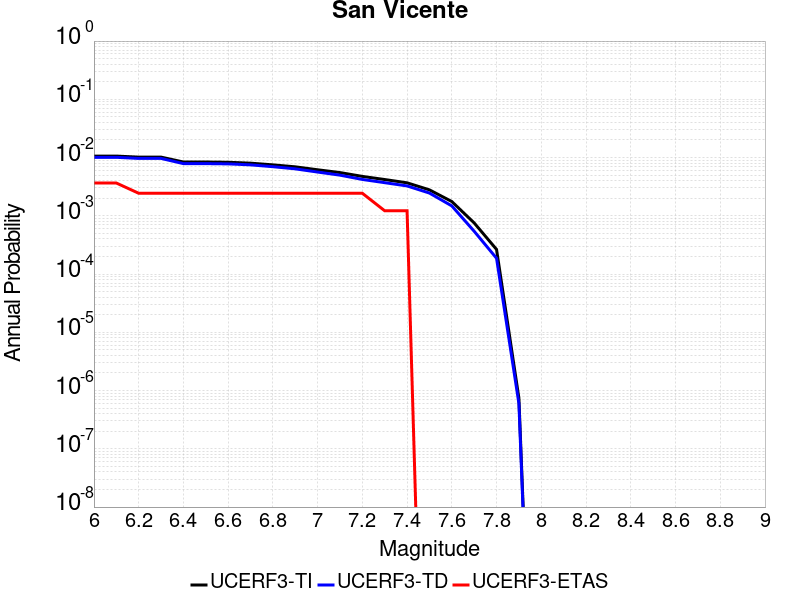 San Vicente
10 0
10 -1
10 -2
10 -3
10 -4
10 -5
10 -6
10 -7
10 -8
Annual Probability
6 6.2 6.4 6.6 6.8 7 7.2 7.4 7.6 7.8 8 8.2 8.4 8.6 8.8 9
Magnitude
UCERF3-TI UCERF3-TD UCERF3-ETAS